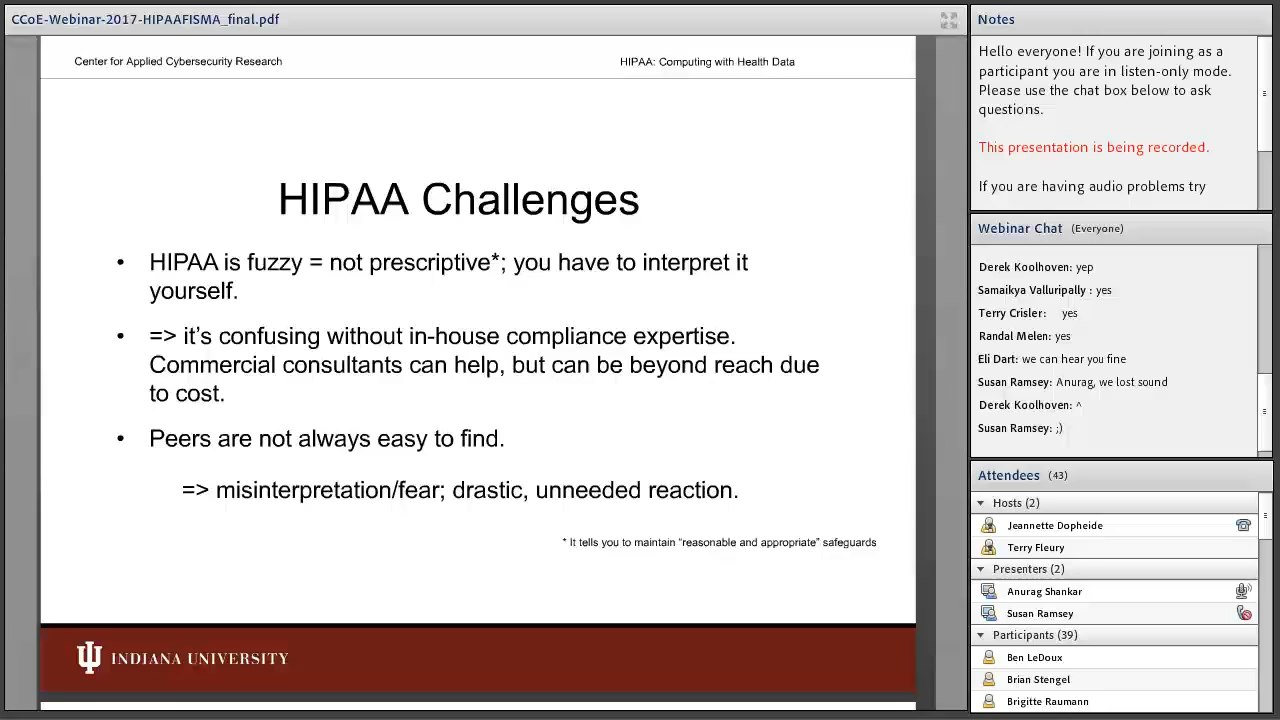 CCoE-Webinar-2017-HIPAAFISMA_final.pdf
Center for Applied Cybersecurity Research
HIPAA: Computing with Health Data
HIPAA Challenges
• HIPAA is fuzzy = not prescriptive*; you have to interpret it
yourself.
• => it’s confusing without in-house compliance expertise.
Commercial consultants can help, but can be beyond reach due
to cost.
• Peers are not always easy to find.
=> misinterpretation/fear; drastic, unneeded reaction.
* It tells you to maintain “reasonable and appropriate” safeguards
INDIANA UNIVERSITY
Notes
Hello everyone! If you are joining as a
participant you are in listen-only mode.
Please use the chat box below to ask
questions.
This presentation is being recorded.
If you are having audio problems try
Webinar Chat (Everyone)
Derek Koolhoven: yep
Samaikya Valluripally : yes
Terry Crisler: yes
Randal Melen: yes
Eli Dart: we can hear you fine
Susan Ramsey: Anurag, we lost sound
Derek Koolhoven: ^
Susan Ramsey: ;)
Attendees (43)
Hosts (2)
Jeannette Dopheide
Terry Fleury
Presenters (2)
Anurag Shankar
Susan Ramsey
Participants (39)
Ben LeDoux
Brian Stengel
Brigitte Raumann